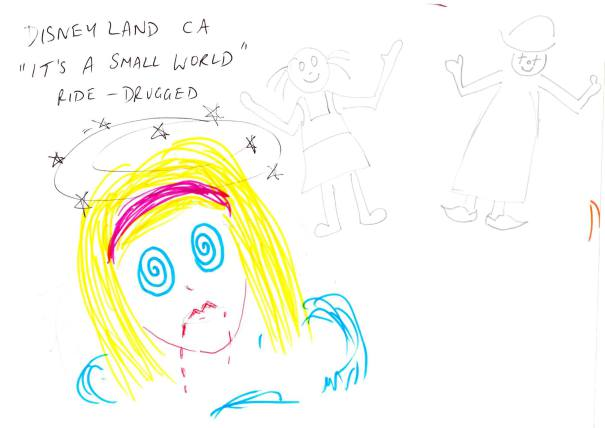 DISNEYLAND CA
"IT'S A SMALL WORLD"
RIDE - DRUGGED